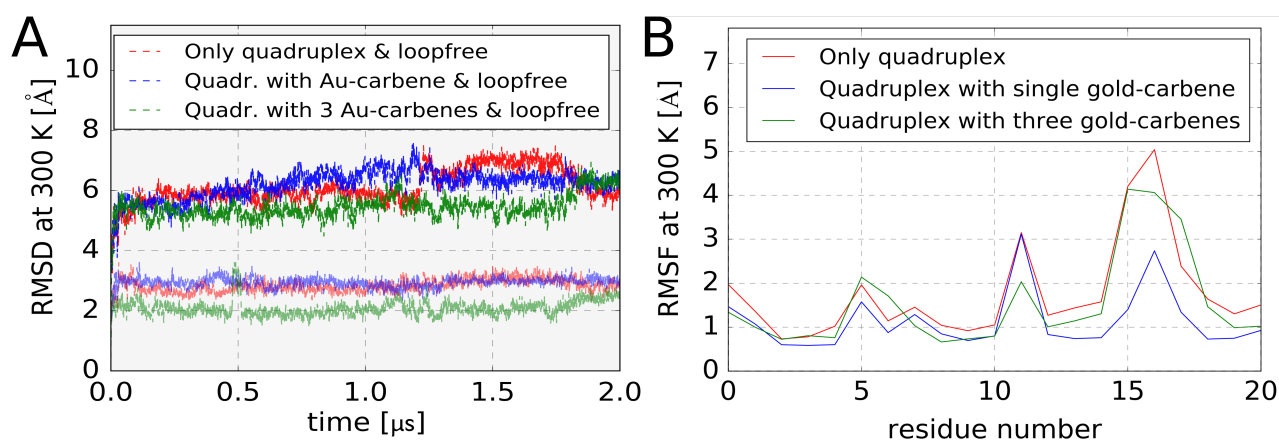 A
Only quadruplex & loopfree
Quadr. with Au-carbene & loopfree
Quadr. with 3 Au-carbenes & loopfree
RMSD at 300 K [Å]
10
8
6
4
2
0
0.0 0.5 1.0 1.5 2.0
time [µs]
B
Only quadruplex
Quadruplex with single gold-carbene
Quadruplex with three gold-carbenes
RMSF at 300 K [Å]
7
6
5
4
3
2
1
0
0 5 10 15 20
residue number